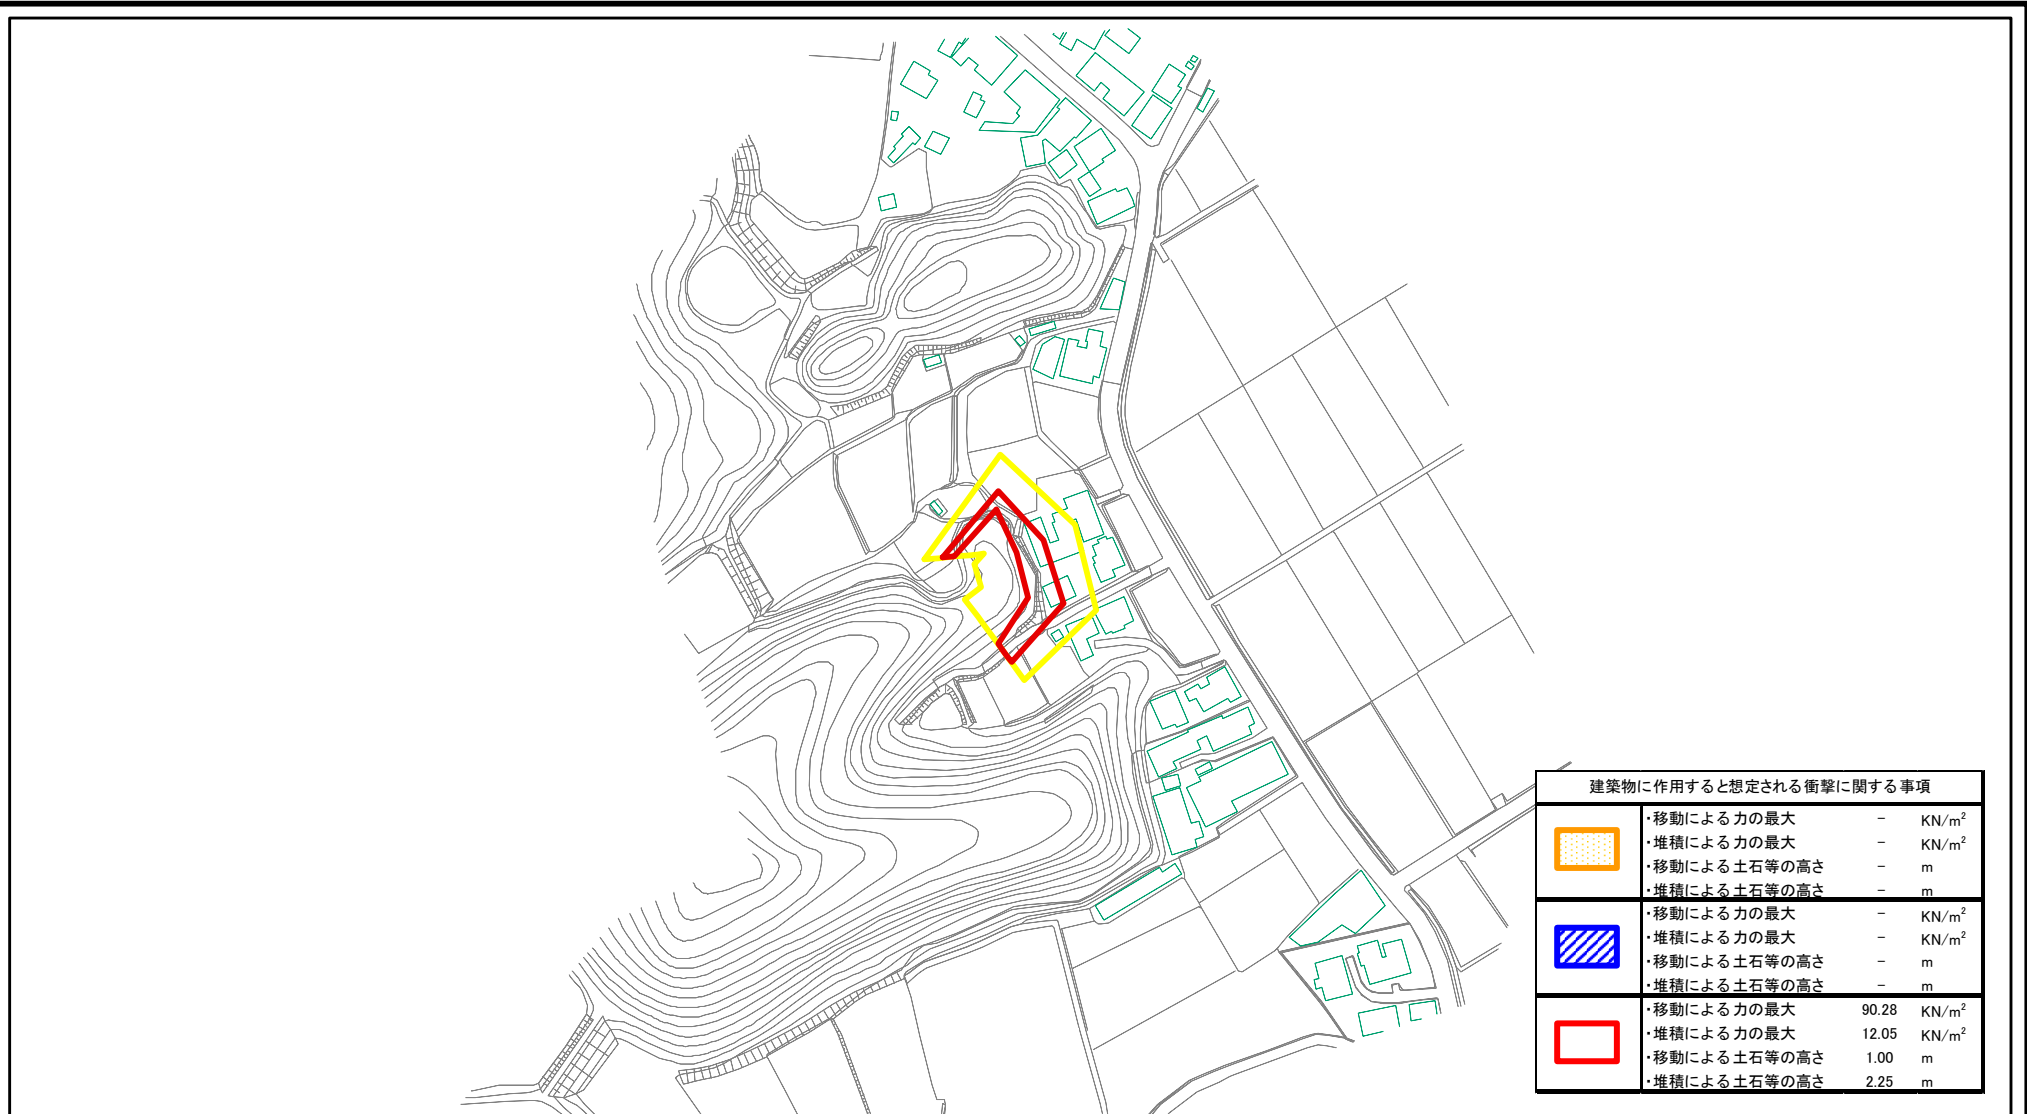 建築物に作用すると想定される衝撃に関する事項
・移動による力の最大 - KN/m²
・堆積による力の最大 - KN/m²
・移動による土石等の高さ - m
・堆積による土石等の高さ - m
・移動による力の最大 - KN/m²
・堆積による力の最大 - KN/m²
・移動による土石等の高さ - m
・堆積による土石等の高さ - m
・移動による力の最大 90.28 KN/m²
・堆積による力の最大 12.05 KN/m²
・移動による土石等の高さ 1.00 m
・堆積による土石等の高さ 2.25 m